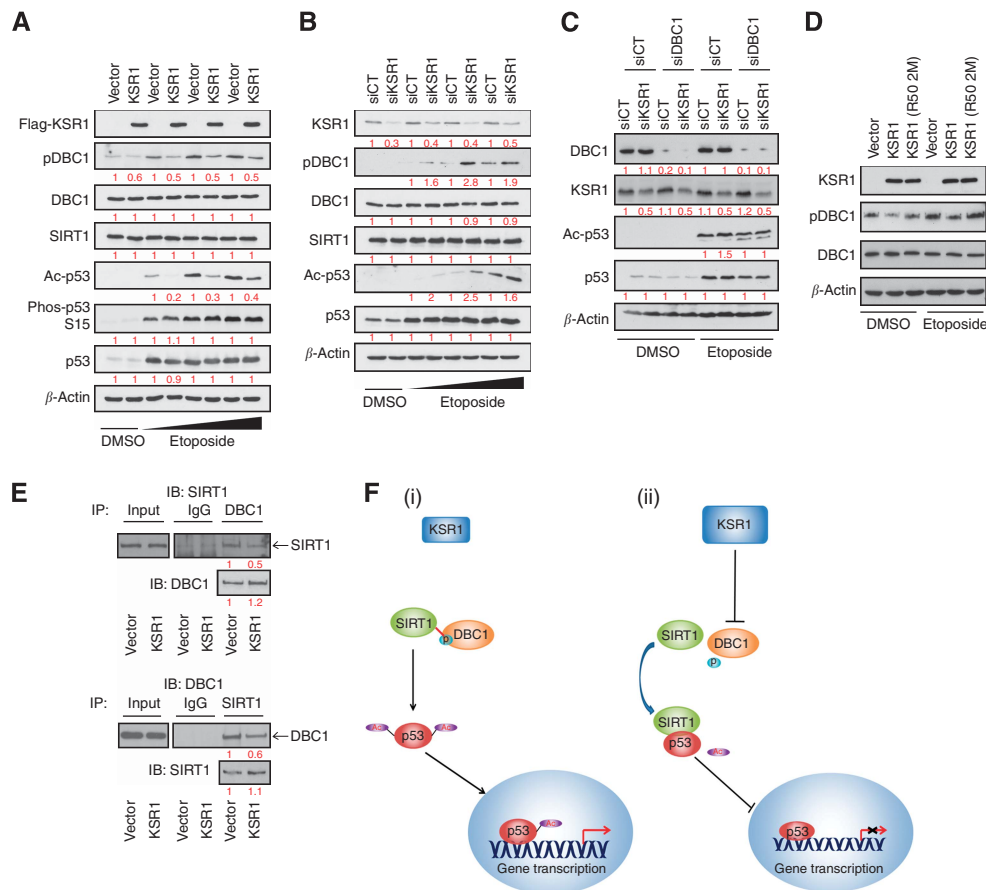 A
Vector
KSR1
Vector
KSR1
Vector
KSR1
Vector
KSR1
Flag-KSR1
pDBC1
1 0.6 1 0.5 1 0.5 1 0.5
DBC1
1 1 1 1 1 1 1 1
SIRT1
1 1 1 1 1 1 1 1
Ac-p53
1 0.2 1 0.3 1 0.4
Phos-p53
S15
1 1 1 1.1 1 1 1 1
p53
1 1 1 0.9 1 1 1 1
β-Actin
DMSO Etoposide
B
siCT
siKSR1
siCT
siKSR1
siCT
siKSR1
siCT
siKSR1
KSR1
1 0.3 1 0.4 1 0.4 1 0.5
pDBC1
1 1.6 1 2.8 1 1.9
DBC1
1 1 1 1 1 0.9 1 0.9
SIRT1
1 1 1 1 1 1 1 1
Ac-p53
1 2 1 2.5 1 1.6
p53
1 1 1 1 1 1 1 1
β-Actin
DMSO Etoposide
C
siCT
siDBC1
siCT
siDBC1
siCT
siKSR1
siCT
siKSR1
siCT
siKSR1
siCT
siKSR1
DBC1
1 1.1 0.2 0.1 1 1 0.1 0.1
KSR1
1 0.5 1.1 0.5 1.1 0.5 1.2 0.5
Ac-p53
1 1.5 1 1
p53
1 1 1 1 1 1 1 1
β-Actin
DMSO Etoposide
D
Vector
KSR1
KSR1 (R50 2M)
Vector
KSR1
KSR1 (R50 2M)
KSR1
pDBC1
DBC1
β-Actin
DMSO Etoposide
E
IB: SIRT1
IP: Input IgG DBC1
SIRT1
1 0.5
IB: DBC1
1 1.2
Vector
KSR1
Vector
KSR1
Vector
KSR1
IB: DBC1
IP: Input IgG SIRT1
DBC1
1 0.6
IB: SIRT1
1 1.1
Vector
KSR1
Vector
KSR1
Vector
KSR1
F
(i)
KSR1
SIRT1
p
DBC1
Ac
p53
Ac
p53
Ac
Gene transcription
(ii)
KSR1
SIRT1
DBC1
p
SIRT1
p53
Ac
p53
Gene transcription